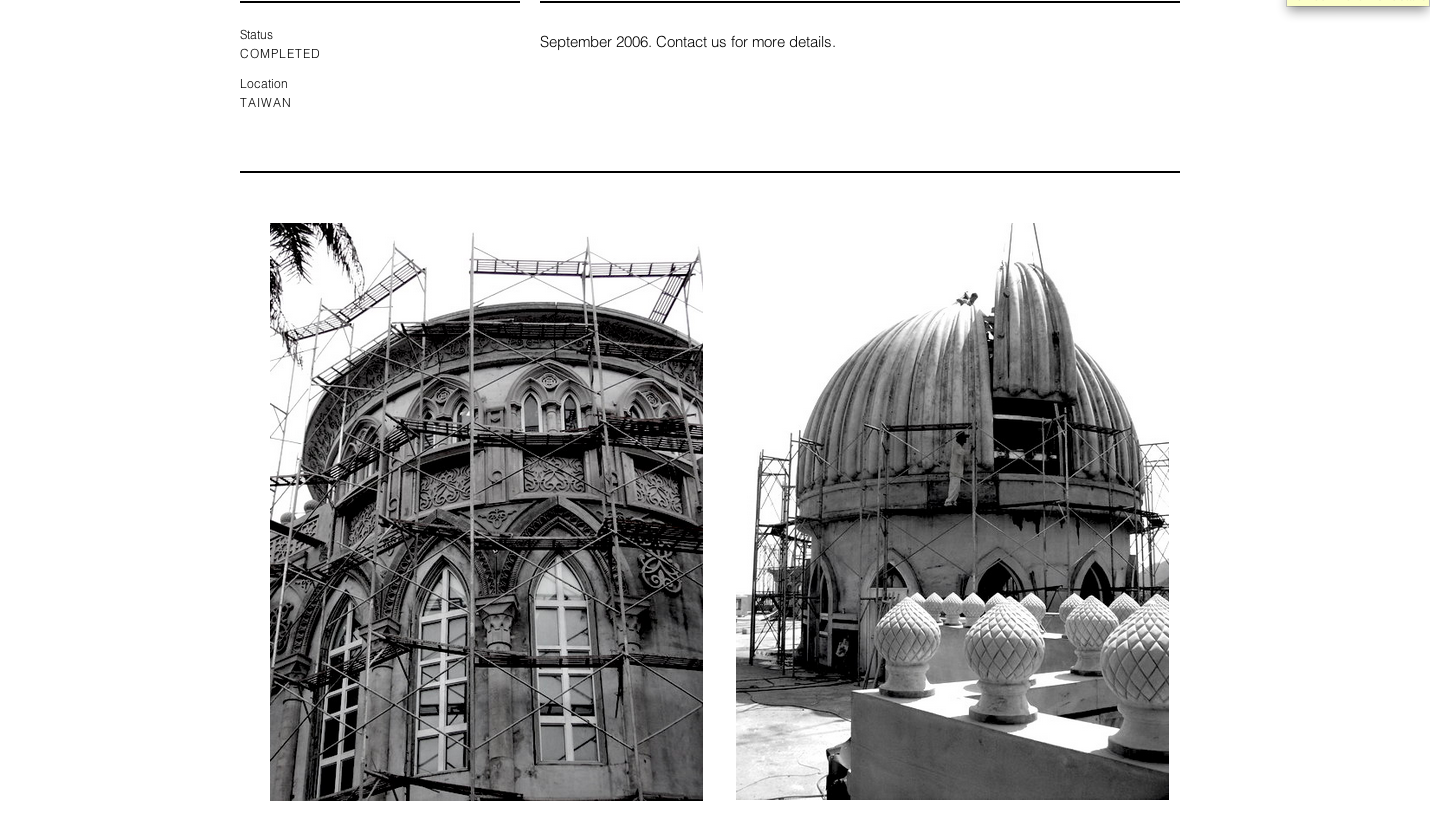 Status
COMPLETED
September 2006. Contact us for more details.
Location
TAIWAN